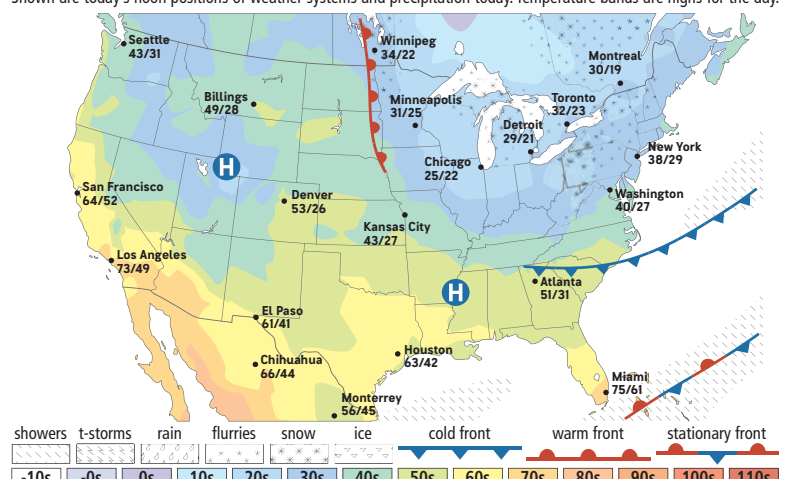 Shown are today's noon positions of weather systems and precipitation today. Temperature bands are highs for the day.
Seattle
43/31
Winnipeg
34/22
Montreal
30/19
Billings
49/28
Minneapolis
31/25
Toronto
32/23
Detroit
29/21
New York
38/29
Chicago
25/22
H
San Francisco
64/52
Denver
53/26
Washington
40/27
Kansas City
43/27
Los Angeles
73/49
H
Atlanta
51/31
El Paso
61/41
Houston
63/42
Chihuahua
66/44
Miami
75/61
Monterrey
56/45
showers t-storms rain flurries snow ice cold front warm front stationary front
-10s -0s 0s 10s 20s 30s 40s 50s 60s 70s 80s 90s 100s 110s